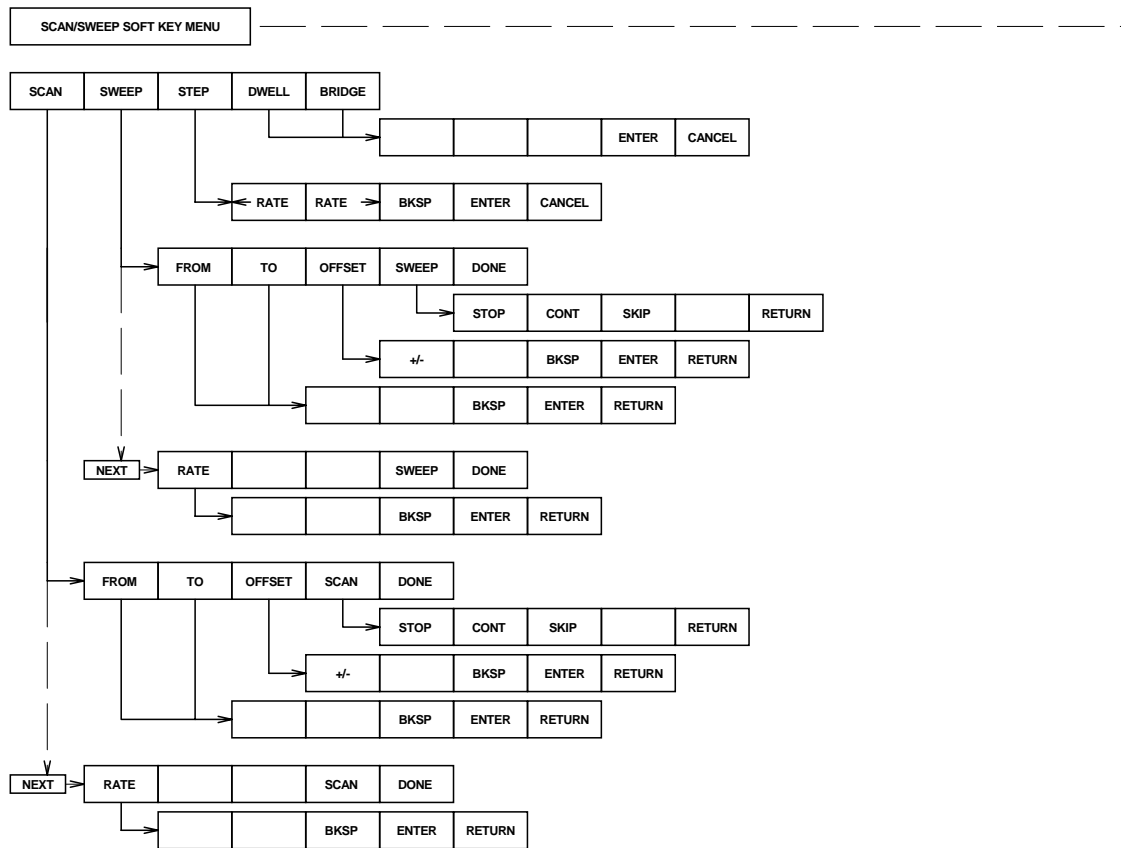 SCAN/SWEEP SOFT KEY MENU
SCAN SWEEP STEP DWELL BRIDGE
ENTER CANCEL
RATE RATE BKSP ENTER CANCEL
FROM TO OFFSET SWEEP DONE
STOP CONT SKIP RETURN
+/- BKSP ENTER RETURN
BKSP ENTER RETURN
NEXT RATE SWEEP DONE
BKSP ENTER RETURN
FROM TO OFFSET SCAN DONE
STOP CONT SKIP RETURN
+/- BKSP ENTER RETURN
BKSP ENTER RETURN
NEXT RATE SCAN DONE
BKSP ENTER RETURN